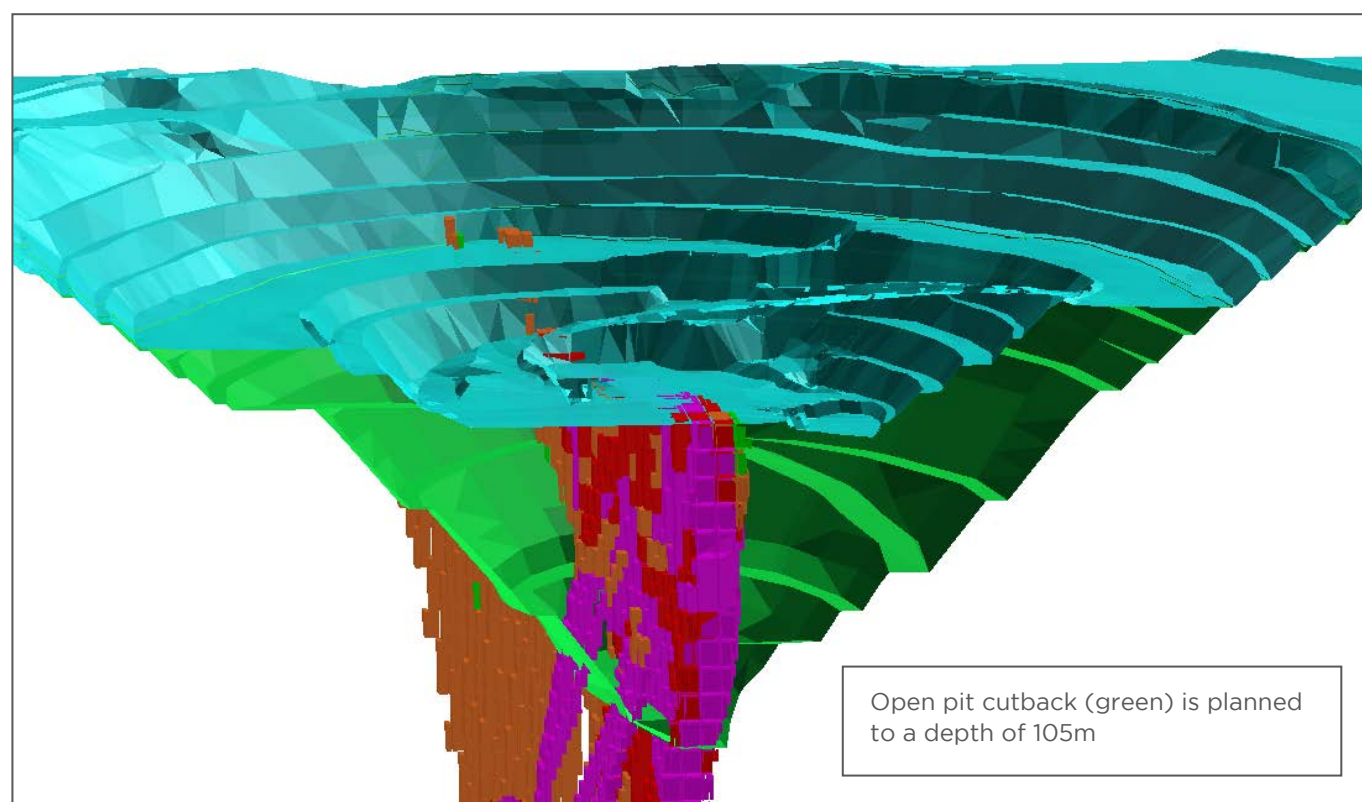 Open pit cutback (green) is planned
to a depth of 105m